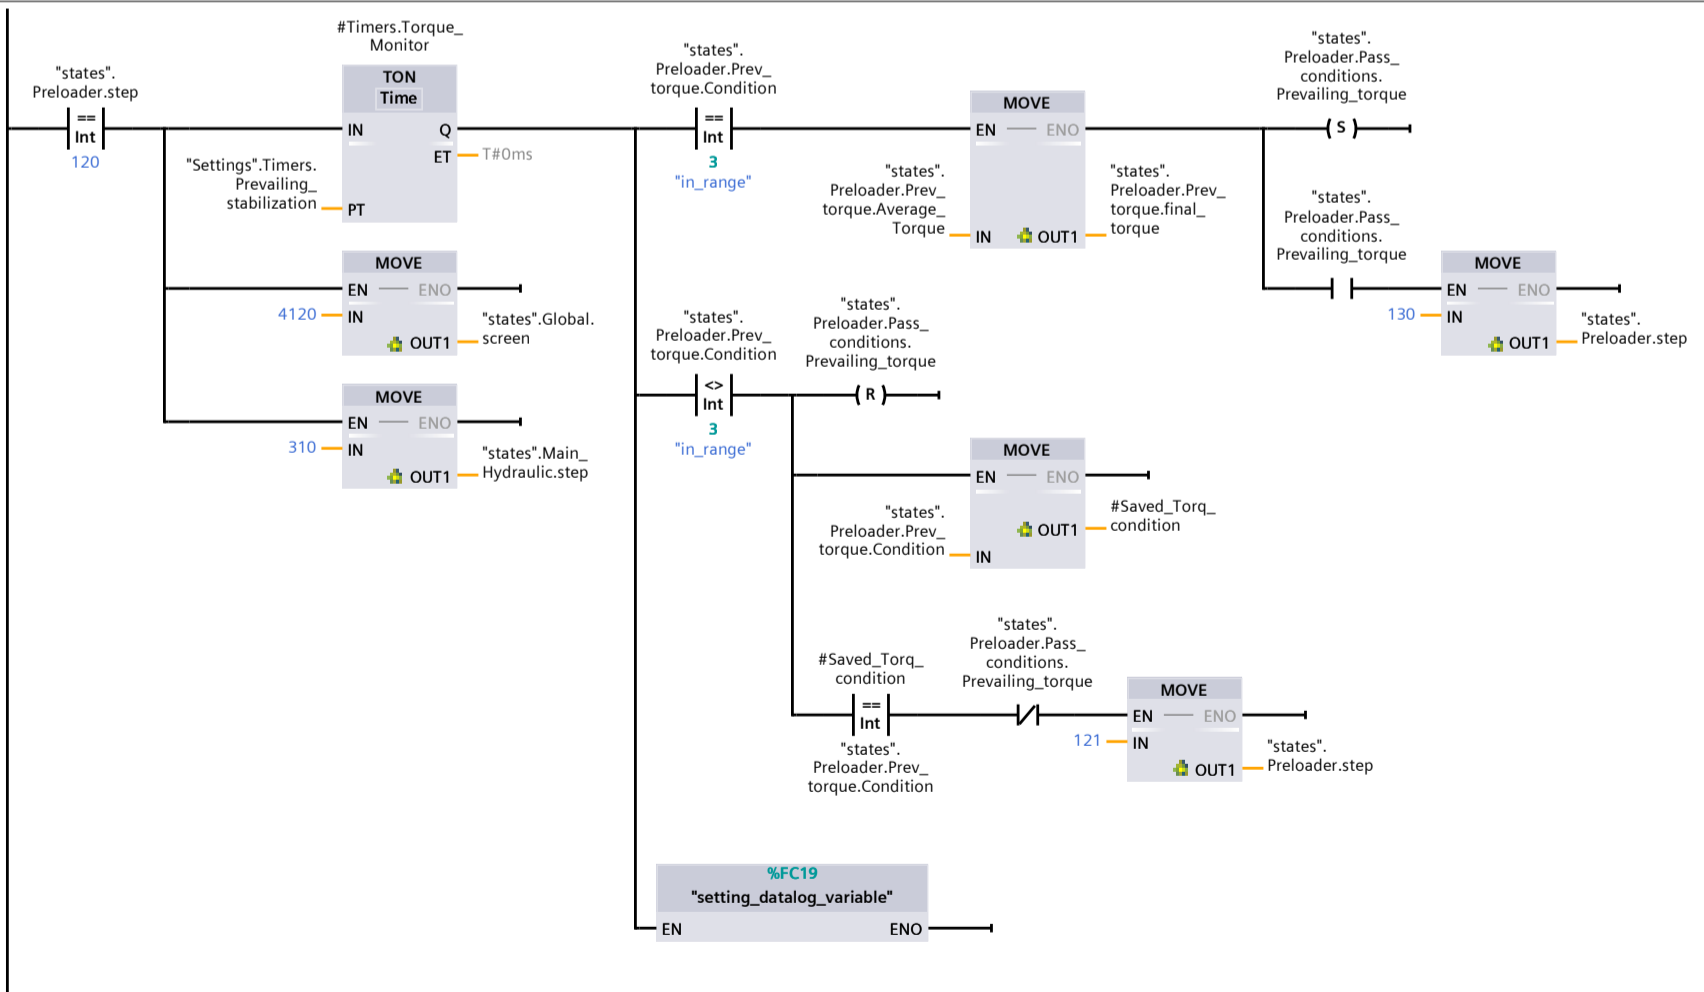 #Timers.Torque_
Monitor
"states".
Preloader.step
==
Int
120
TON
Time
IN
Q
ET
T#0ms
"Settings".Timers.
Prevailing_
stabilization
PT
MOVE
EN
ENO
4120
IN
OUT1
"states".Global.
screen
MOVE
EN
ENO
310
IN
OUT1
"states".Main_
Hydraulic.step
"states".
Preloader.Prev_
torque.Condition
==
Int
3
"in_range"
MOVE
EN
ENO
"states".
Preloader.Prev_
torque.Average_
Torque
IN
OUT1
"states".
Preloader.Prev_
torque.final_
torque
"states".
Preloader.Pass_
conditions.
Prevailing_torque
S
"states".
Preloader.Pass_
conditions.
Prevailing_torque
MOVE
EN
ENO
130
IN
OUT1
"states".
Preloader.step
"states".
Preloader.Prev_
torque.Condition
<>
Int
3
"in_range"
"states".
Preloader.Pass_
conditions.
Prevailing_torque
R
MOVE
EN
ENO
"states".
Preloader.Prev_
torque.Condition
IN
OUT1
#Saved_Torq_
condition
#Saved_Torq_
condition
==
Int
"states".
Preloader.Prev_
torque.Condition
"states".
Preloader.Pass_
conditions.
Prevailing_torque
MOVE
EN
ENO
121
IN
OUT1
"states".
Preloader.step
%FC19
"setting_datalog_variable"
EN
ENO